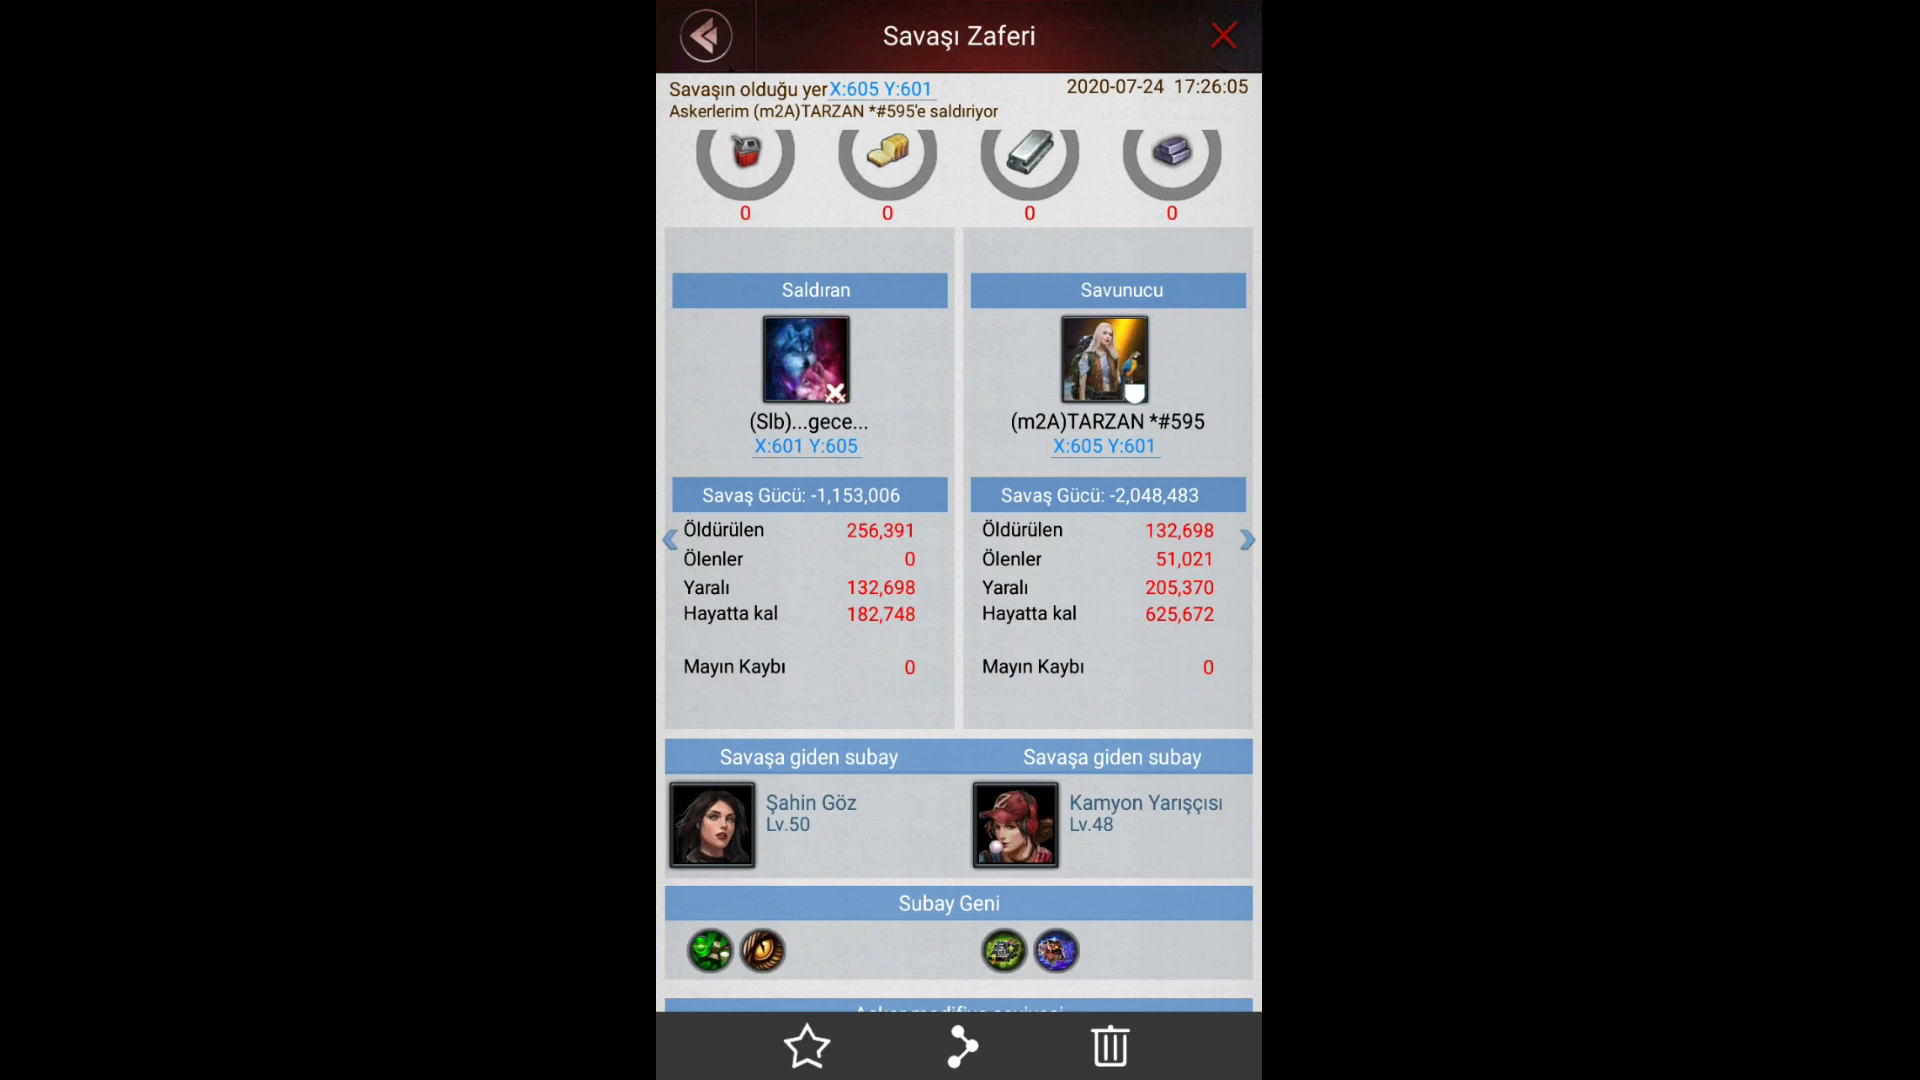 Savaşı Zaferi
Savaşın olduğu yer X:605 Y:601 2020-07-24 17:26:05
Askerlerim (m2A)TARZAN *#595'e saldırıyor
0 0 0 0
Saldıran Savunucu
(Slb)...gece... (m2A)TARZAN *#595
X:601 Y:605 X:605 Y:601
Savaş Gücü: -1,153,006 Savaş Gücü: -2,048,483
Öldürülen 256,391 Öldürülen 132,698
Ölenler 0 Ölenler 51,021
Yaralı 132,698 Yaralı 205,370
Hayatta kal 182,748 Hayatta kal 625,672
Mayın Kaybı 0 Mayın Kaybı 0
Savaşa giden subay Savaşa giden subay
Şahin Göz Kamyon Yarışçısı
Lv.50 Lv.48
Subay Geni